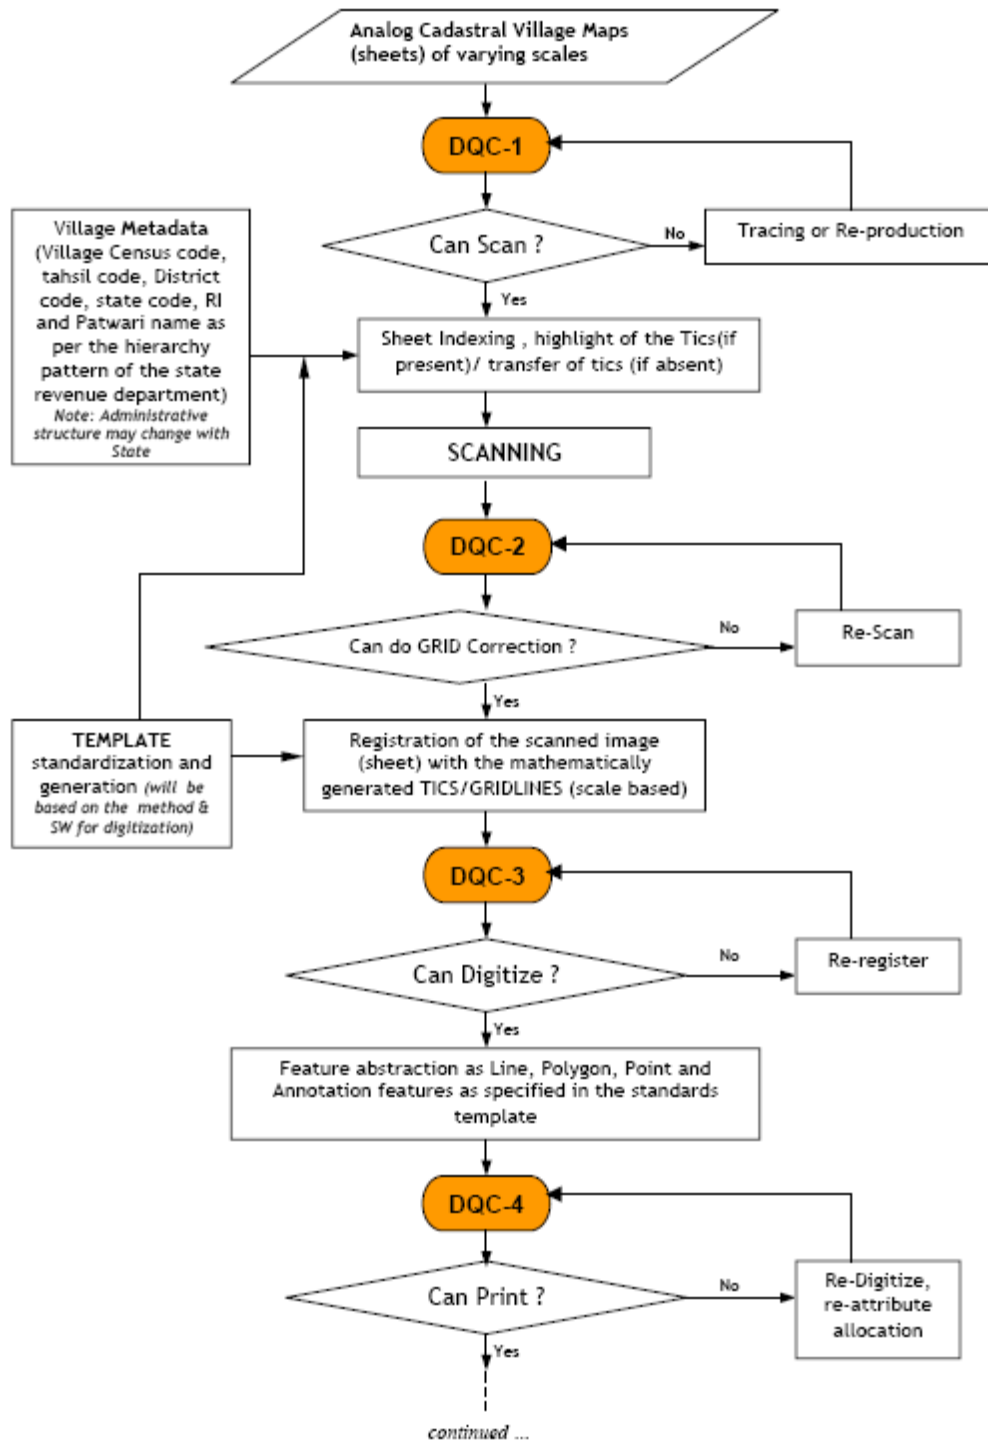 Analog Cadastral Village Maps
(sheets) of varying scales
DQC-1
Can Scan ?
No
Tracing or Re-production
Yes
Village Metadata
(Village Census code,
tahsil code, District
code, state code, RI
and Patwari name as
per the hierarchy
pattern of the state
revenue department)
Note: Administrative
structure may change with
State
Sheet Indexing , highlight of the Tics(if
present)/ transfer of tics (if absent)
SCANNING
DQC-2
Can do GRID Correction ?
No
Re-Scan
Yes
TEMPLATE
standardization and
generation (will be
based on the method &
SW for digitization)
Registration of the scanned image
(sheet) with the mathematically
generated TICS/GRIDLINES (scale based)
DQC-3
Can Digitize ?
No
Re-register
Yes
Feature abstraction as Line, Polygon, Point and
Annotation features as specified in the standards
template
DQC-4
Can Print ?
No
Re-Digitize,
re-attribute
allocation
Yes
continued ...